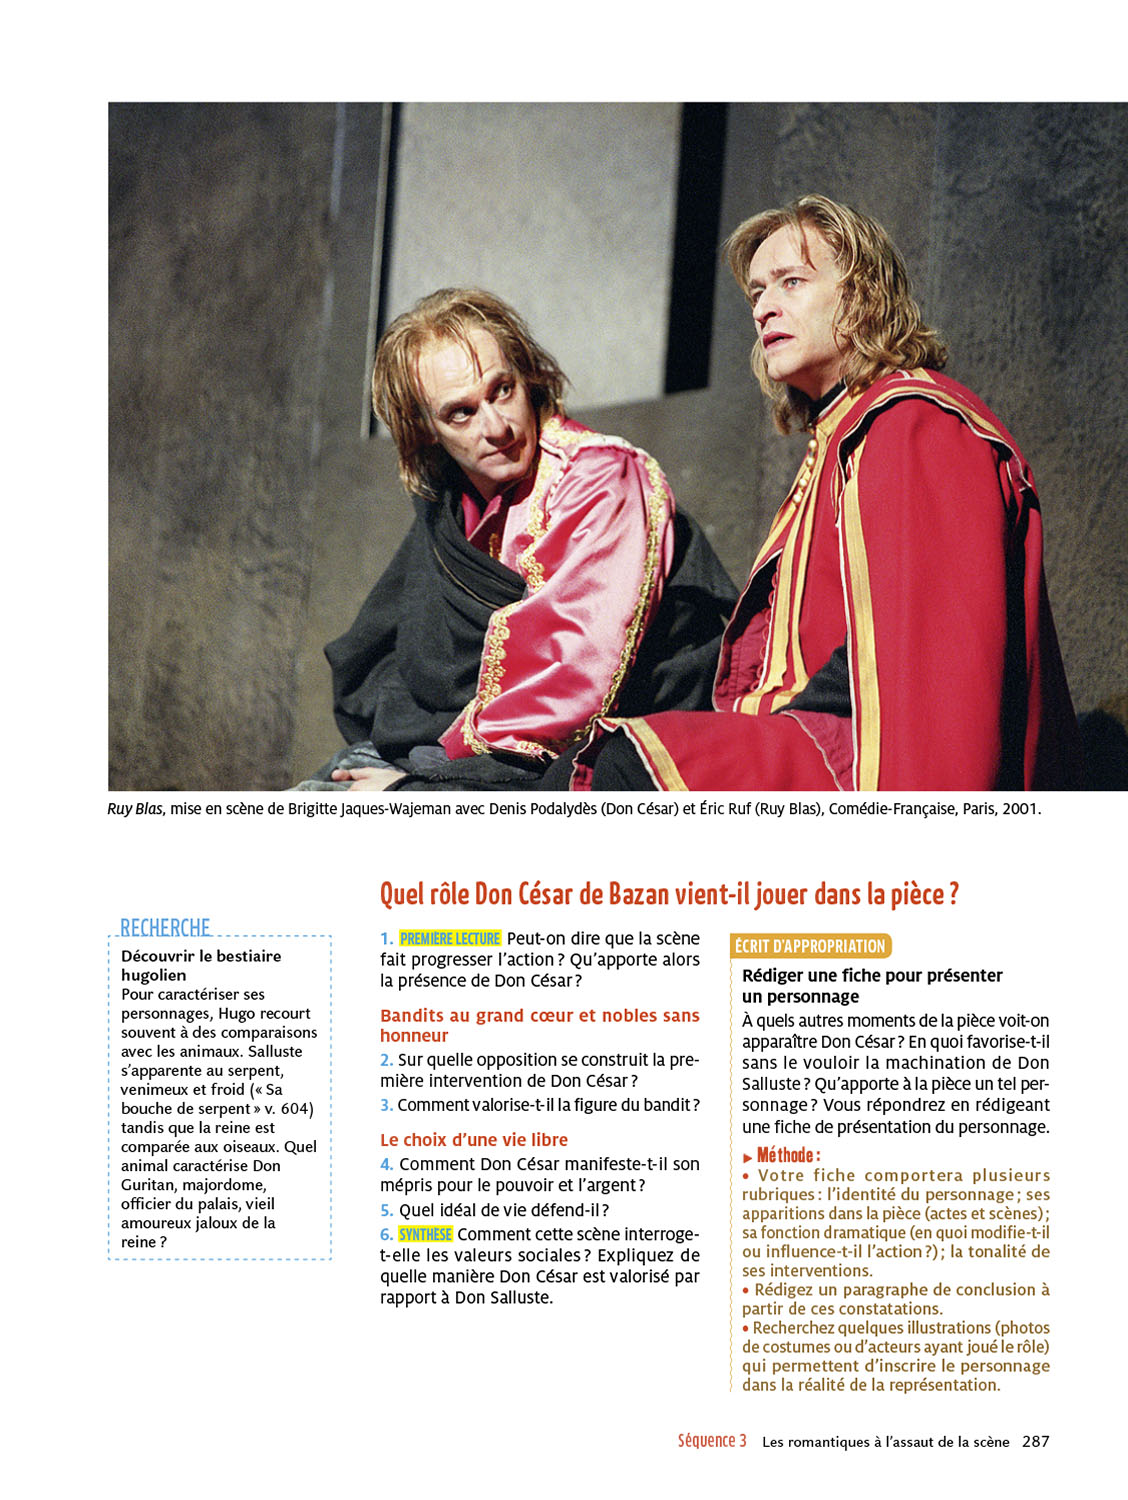 Ruy Blas, mise en scène de Brigitte Jaques-Wajeman avec Denis Podalydès (Don César) et Éric Ruf (Ruy Blas), Comédie-Française, Paris, 2001.
Quel rôle Don César de Bazan vient-il jouer dans la pièce ?
RECHERCHE
Découvrir le bestiaire
hugolien
Pour caractériser ses
personnages, Hugo recourt
souvent à des comparaisons
avec les animaux. Salluste
s'apparente au serpent,
venimeux et froid (« Sa
bouche de serpent » v. 604)
tandis que la reine est
comparée aux oiseaux. Quel
animal caractérise Don
Guritan, majordome,
officier du palais, vieil
amoureux jaloux de la
reine ?
1. PREMIÈRE LECTURE Peut-on dire que la scène
fait progresser l'action ? Qu'apporte alors
la présence de Don César ?
Bandits au grand cœur et nobles sans
honneur
2. Sur quelle opposition se construit la pre-
mière intervention de Don César ?
3. Comment valorise-t-il la figure du bandit ?
Le choix d'une vie libre
4. Comment Don César manifeste-t-il son
mépris pour le pouvoir et l'argent ?
5. Quel idéal de vie défend-il ?
6. SYNTHÈSE Comment cette scène interroge-
t-elle les valeurs sociales ? Expliquez de
quelle manière Don César est valorisé par
rapport à Don Salluste.
ÉCRIT D'APPROPRIATION
Rédiger une fiche pour présenter
un personnage
À quels autres moments de la pièce voit-on
apparaître Don César ? En quoi favorise-t-il
sans le vouloir la machination de Don
Salluste ? Qu'apporte à la pièce un tel per-
sonnage ? Vous répondrez en rédigeant
une fiche de présentation du personnage.
► Méthode :
• Votre fiche comportera plusieurs
rubriques : l'identité du personnage ; ses
apparitions dans la pièce (actes et scènes) ;
sa fonction dramatique (en quoi modifie-t-il
ou influence-t-il l'action ?) ; la tonalité de
ses interventions.
• Rédigez un paragraphe de conclusion à
partir de ces constatations.
• Recherchez quelques illustrations (photos
de costumes ou d'acteurs ayant joué le rôle)
qui permettent d'inscrire le personnage
dans la réalité de la représentation.
Séquence 3 Les romantiques à l'assaut de la scène 287